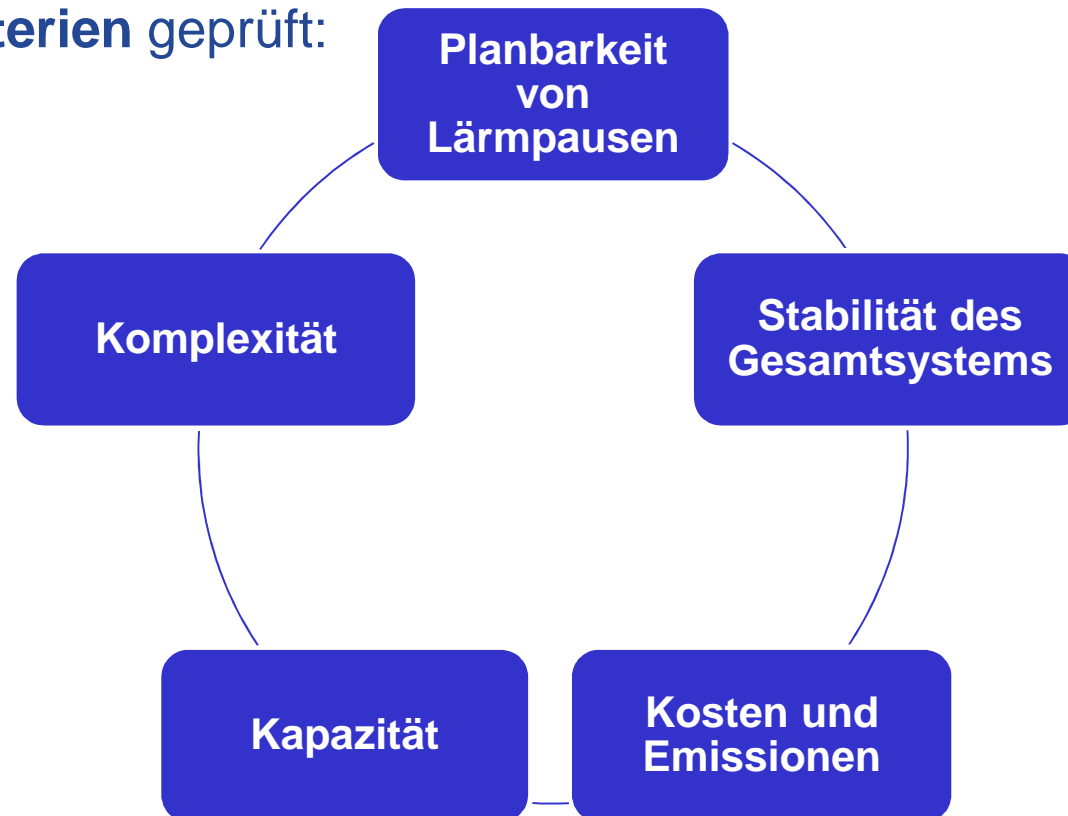 terien geprüft:
Planbarkeit
von
Lärmpausen
Komplexität
Stabilität des
Gesamtsystems
Kapazität
Kosten und
Emissionen